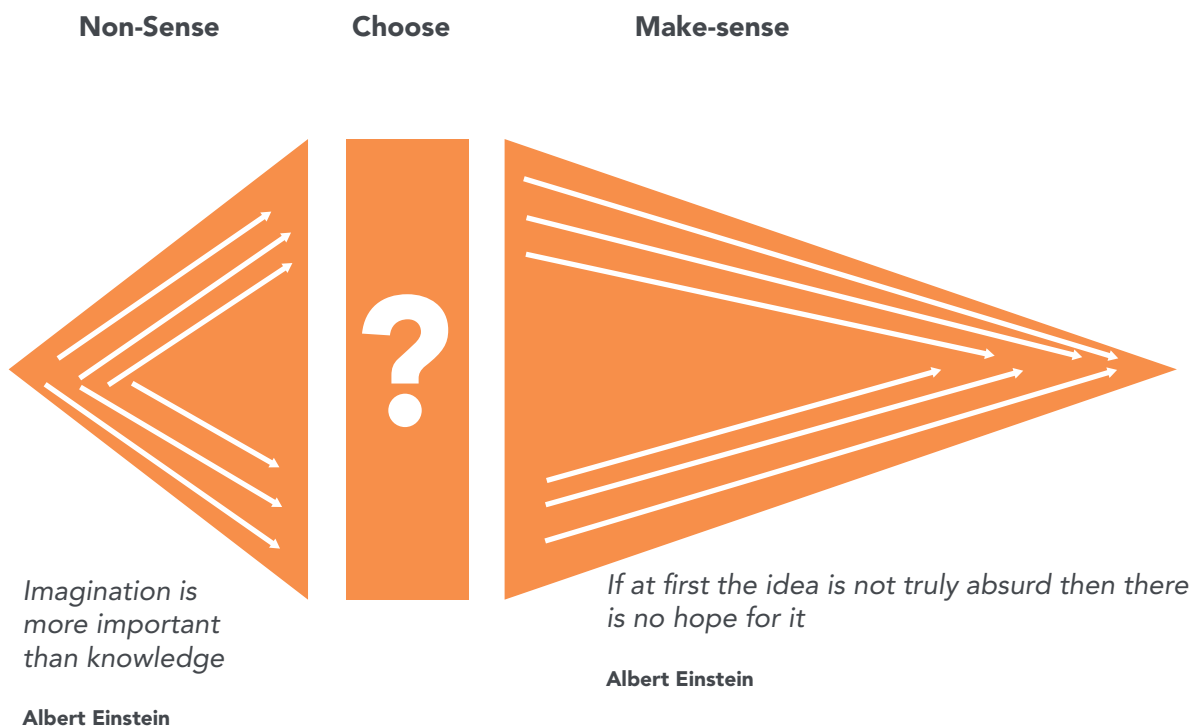 Non-Sense
Choose
Make-sense
?
Imagination is
more important
than knowledge
Albert Einstein
If at first the idea is not truly absurd then there
is no hope for it
Albert Einstein